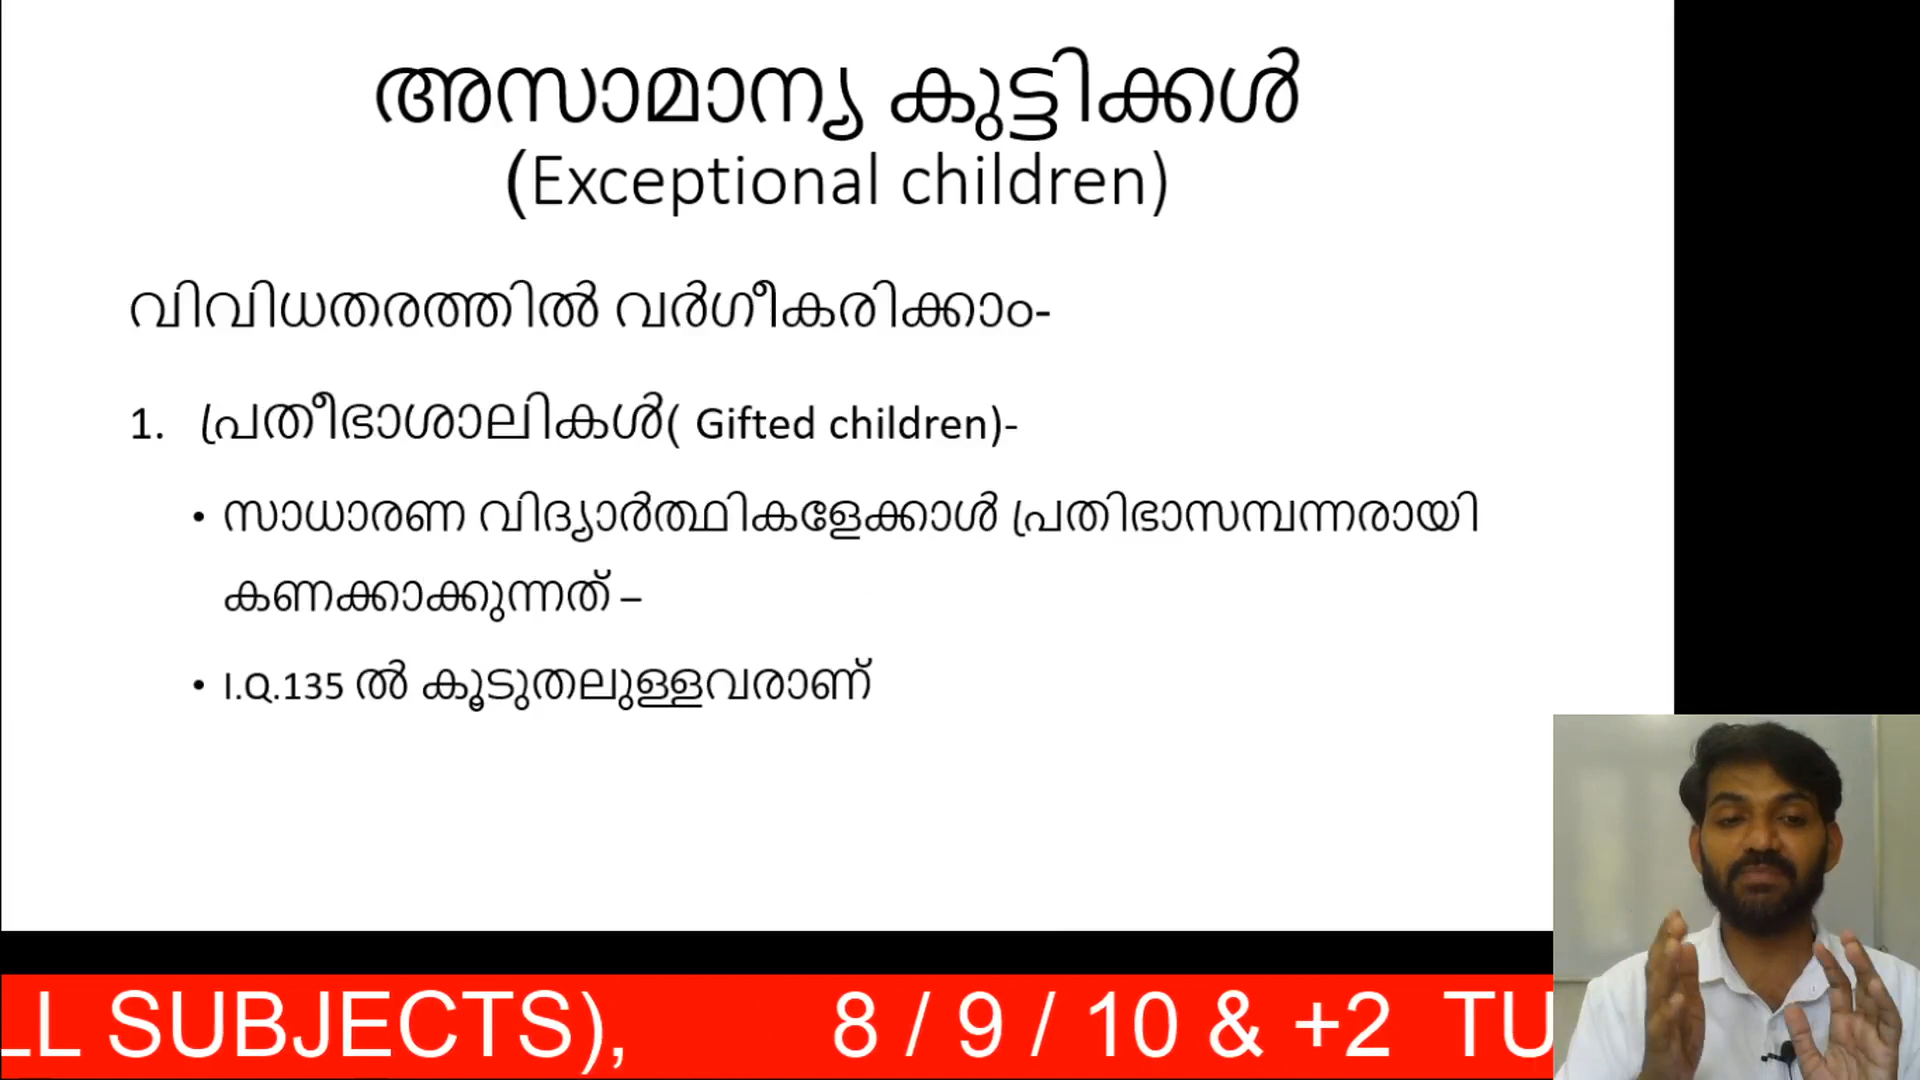 അസാമാന്യ കുട്ടിക്കൾ
(Exceptional children)
വിവിധതരത്തിൽ വർഗീകരിക്കാം-
1. പ്രതീഭാശാലികൾ( Gifted children)-
• സാധാരണ വിദ്യാർത്ഥികളേക്കാൾ പ്രതിഭാസമ്പന്നരായി
കണക്കാക്കുന്നത് –
• I.Q.135 ൽ കൂടുതലുള്ളവരാണ്
LL SUBJECTS), 8 / 9 / 10 & +2 TU